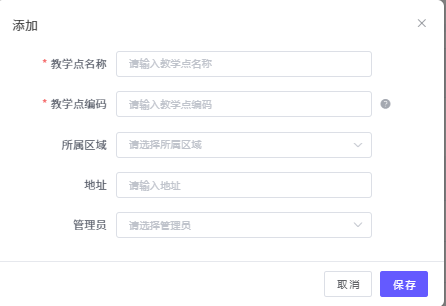 添加
* 教学点名称 请输入教学点名称
* 教学点编码 请输入教学点编码
所属区域 请选择所属区域
地址 请输入地址
管理员 请选择管理员
取消 保存